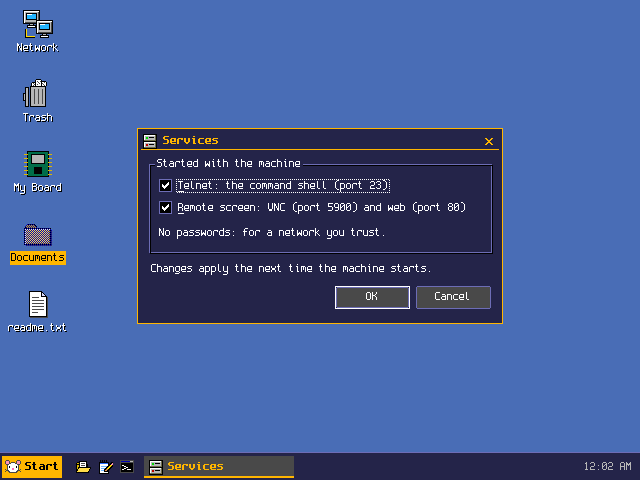 Network
Trash
My Board
Documents
readme.txt
Services
Started with the machine
Telnet: the command shell (port 23)
Remote screen: VNC (port 5900) and web (port 80)
No passwords: for a network you trust.
Changes apply the next time the machine starts.
OK
Cancel
Start
Services
12:02 AM